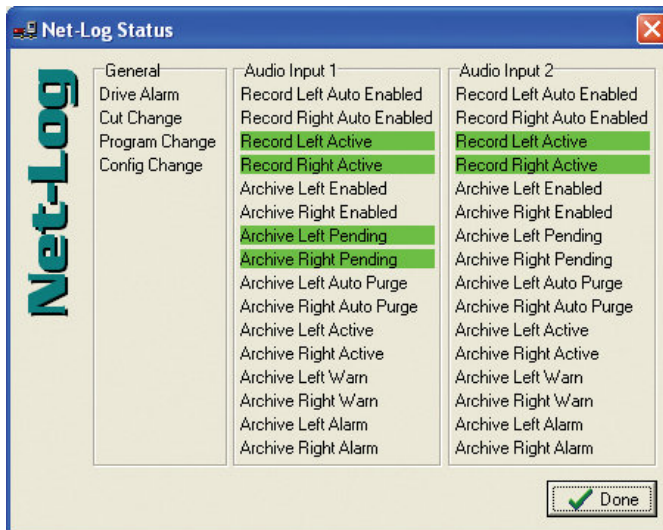 Net-Log Status
Net-Log
General
Drive Alarm
Cut Change
Program Change
Config Change
Audio Input 1
Record Left Auto Enabled
Record Right Auto Enabled
Record Left Active
Record Right Active
Archive Left Enabled
Archive Right Enabled
Archive Left Pending
Archive Right Pending
Archive Left Auto Purge
Archive Right Auto Purge
Archive Left Active
Archive Right Active
Archive Left Warn
Archive Right Warn
Archive Left Alarm
Archive Right Alarm
Audio Input 2
Record Left Auto Enabled
Record Right Auto Enabled
Record Left Active
Record Right Active
Archive Left Enabled
Archive Right Enabled
Archive Left Pending
Archive Right Pending
Archive Left Auto Purge
Archive Right Auto Purge
Archive Left Active
Archive Right Active
Archive Left Warn
Archive Right Warn
Archive Left Alarm
Archive Right Alarm
Done